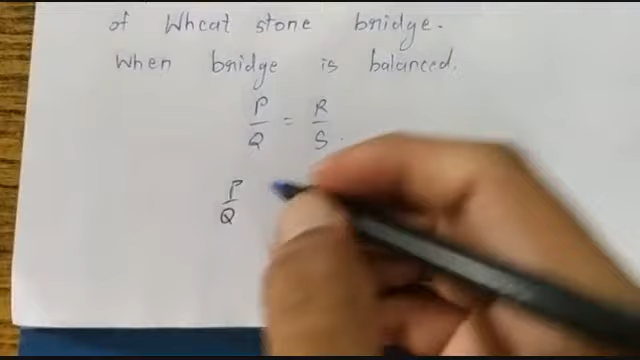 of Wheat stone bridge.
When bridge is balanced.
P/Q = R/S.
P/Q